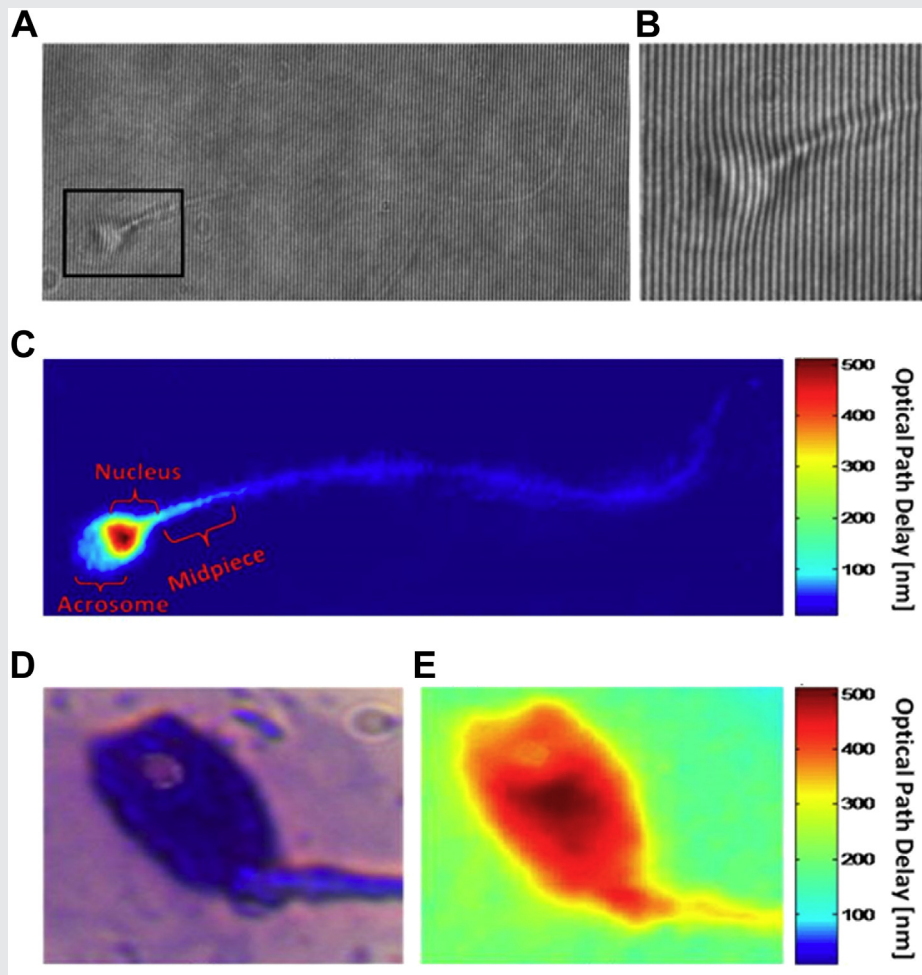 A
B
C
Nucleus
Midpiece
Acrosome
500
400
300
200
100
Optical Path Delay [nm]
D
E
500
400
300
200
100
Optical Path Delay [nm]